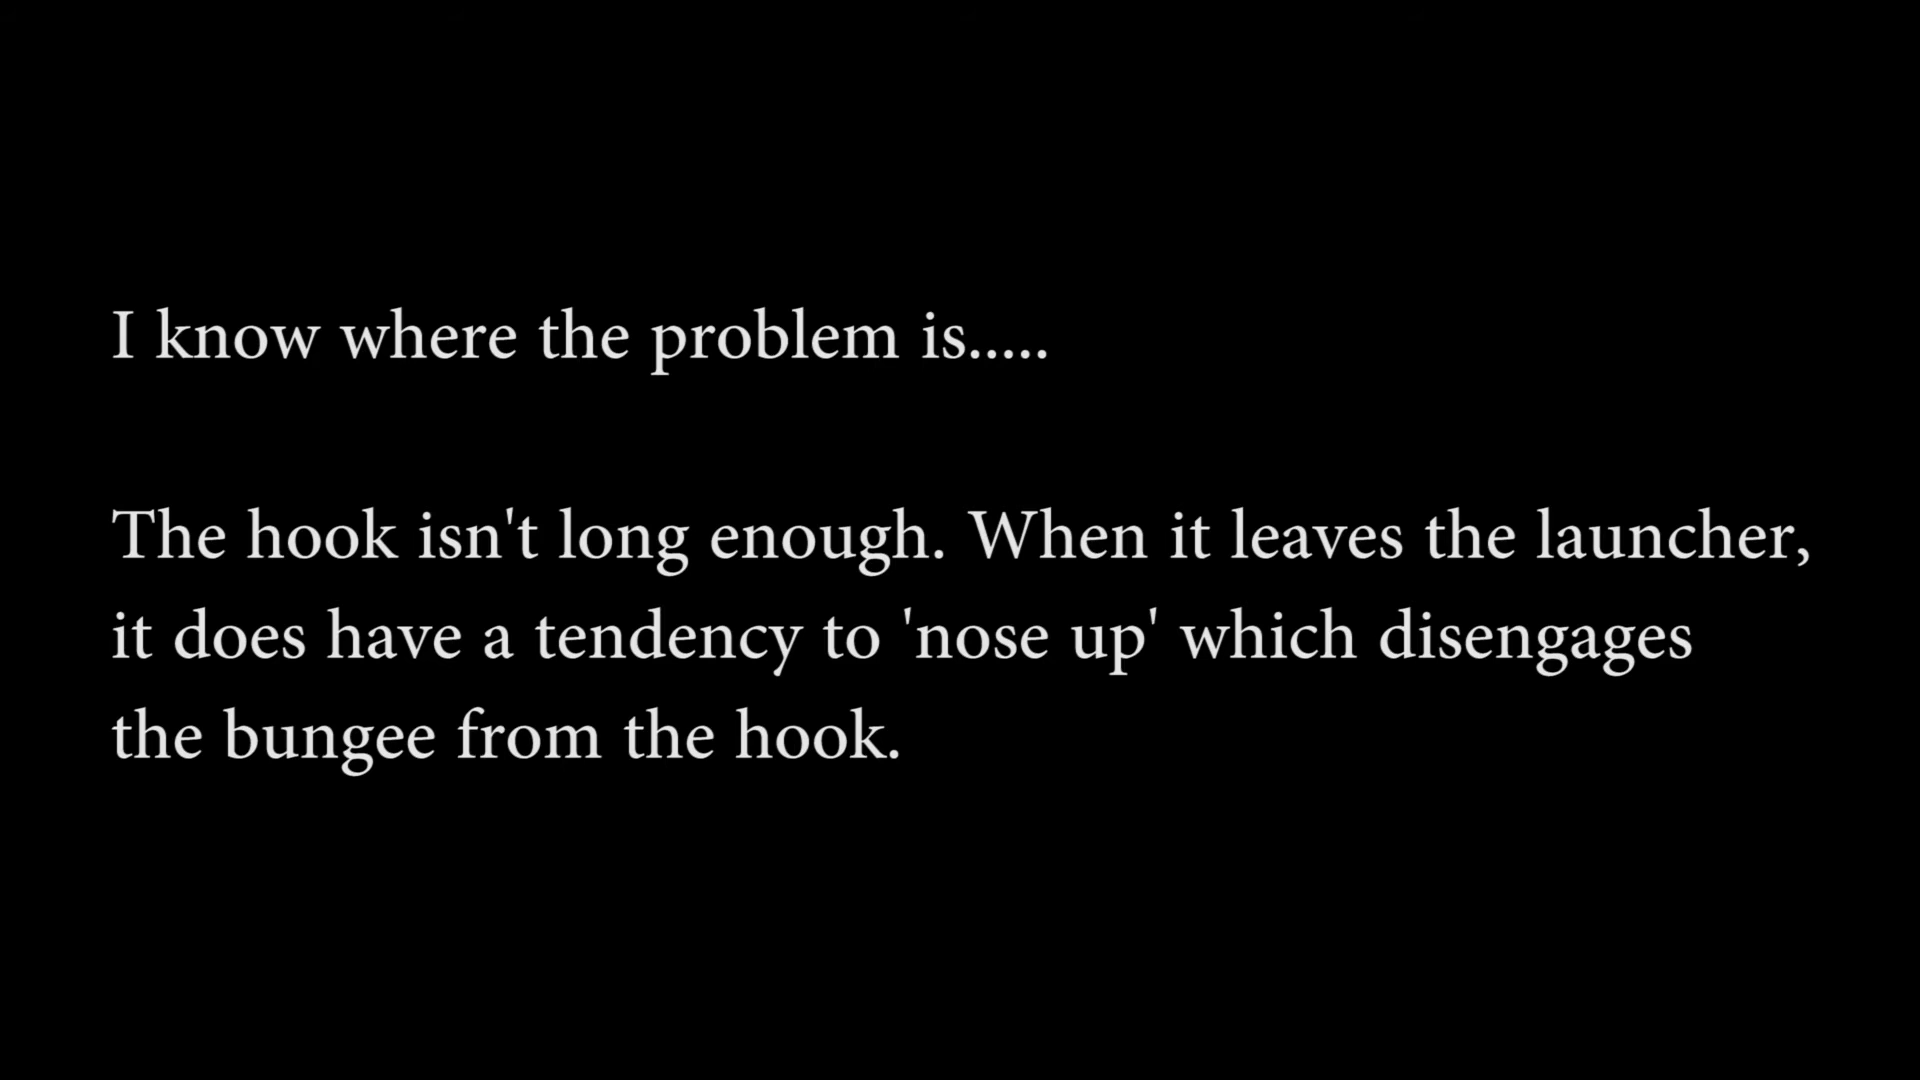 I know where the problem is.....
The hook isn't long enough. When it leaves the launcher,
it does have a tendency to 'nose up' which disengages
the bungee from the hook.